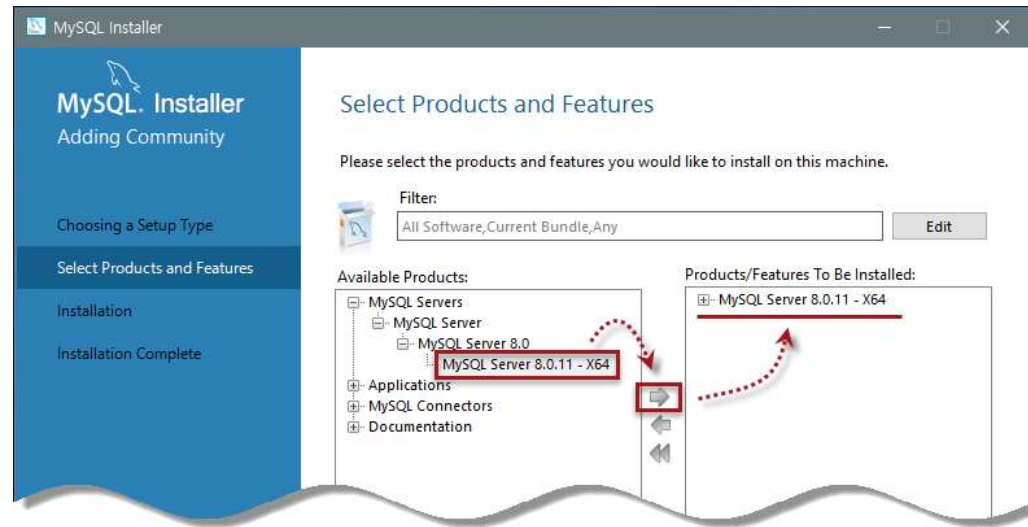 MySQL Installer
MySQL. Installer
Adding Community
Choosing a Setup Type
Select Products and Features
Installation
Installation Complete
Select Products and Features
Please select the products and features you would like to install on this machine.
Filter:
All Software,Current Bundle,Any
Edit
Available Products:
MySQL Servers
MySQL Server
MySQL Server 8.0
MySQL Server 8.0.11 - X64
Applications
MySQL Connectors
Documentation
Products/Features To Be Installed:
MySQL Server 8.0.11 - X64